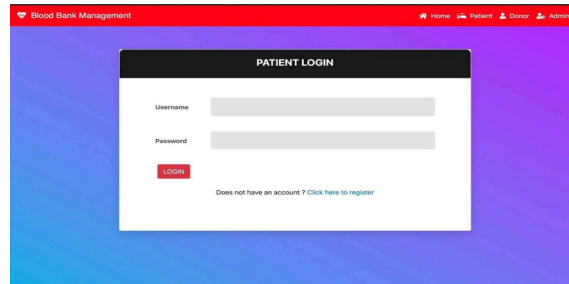 Blood Bank Management
Home Patient Donor Admin
PATIENT LOGIN
Username
Password
LOGIN
Does not have an account ? Click here to register